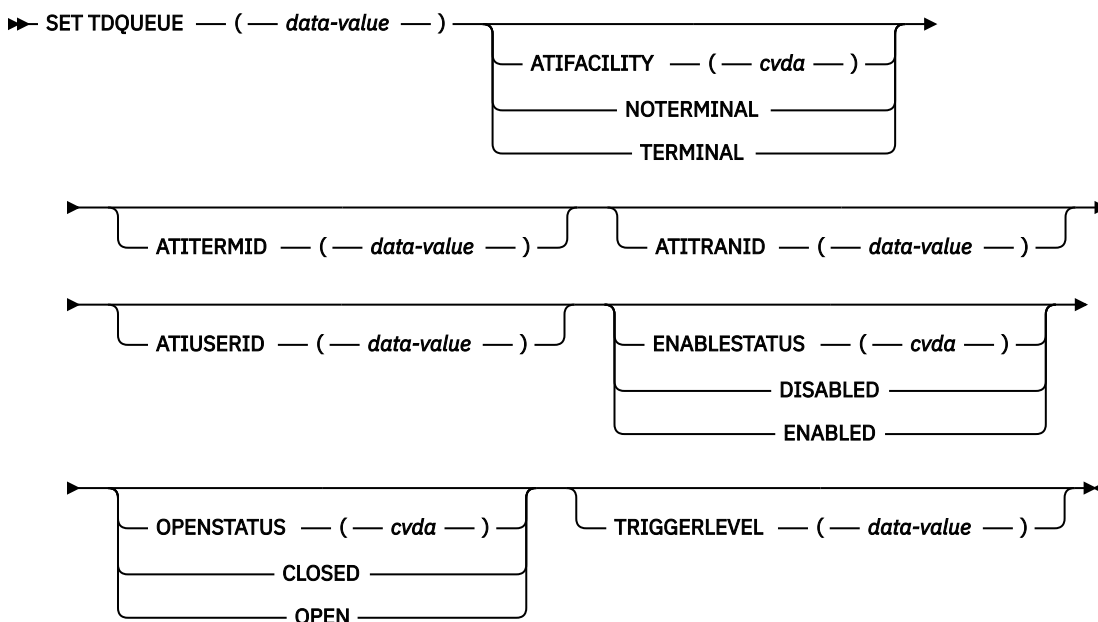 SET TDQUEUE ( data-value )
ATIFACILITY ( cvda )
NOTERMINAL
TERMINAL
ATITERMID ( data-value ) ATITRANID ( data-value )
ATIUSERID ( data-value ) ENABLESTATUS ( cvda )
DISABLED
ENABLED
OPENSTATUS ( cvda ) TRIGGERLEVEL ( data-value )
CLOSED
OPEN